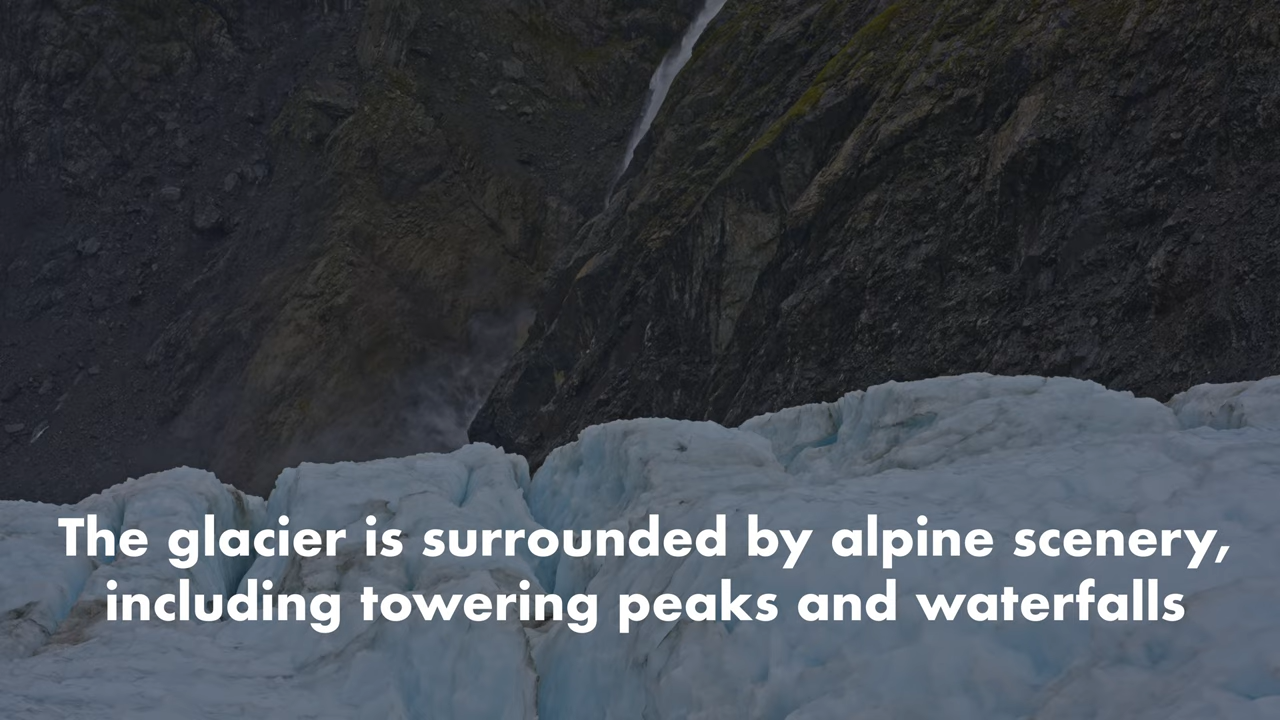 The glacier is surrounded by alpine scenery,
including towering peaks and waterfalls